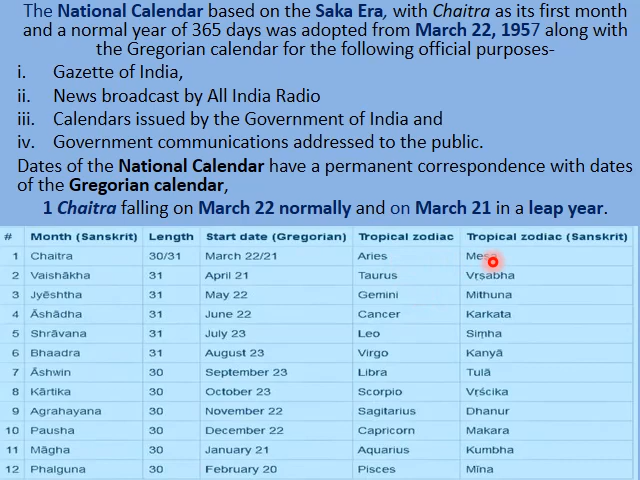 The National Calendar based on the Saka Era, with Chaitra as its first month
and a normal year of 365 days was adopted from March 22, 1957 along with
the Gregorian calendar for the following official purposes-
i. Gazette of India,
ii. News broadcast by All India Radio
iii. Calendars issued by the Government of India and
iv. Government communications addressed to the public.
Dates of the National Calendar have a permanent correspondence with dates
of the Gregorian calendar,
1 Chaitra falling on March 22 normally and on March 21 in a leap year.
# Month (Sanskrit) Length Start date (Gregorian) Tropical zodiac Tropical zodiac (Sanskrit)
1 Chaitra 30/31 March 22/21 Aries
2 Vaishākha 31 April 21 Taurus Vṛṣabha
3 Jyēshtha 31 May 22 Gemini Mithuna
4 Āshādha 31 June 22 Cancer Karkata
5 Shrāvana 31 July 23 Leo Siṃha
6 Bhaadra 31 August 23 Virgo Kanyā
7 Āshwin 30 September 23 Libra Tulā
8 Kārtika 30 October 23 Scorpio Vṛścika
9 Agrahayana 30 November 22 Sagitarius Dhanur
10 Pausha 30 December 22 Capricorn Makara
11 Māgha 30 January 21 Aquarius Kumbha
12 Phalguna 30 February 20 Pisces Mīna